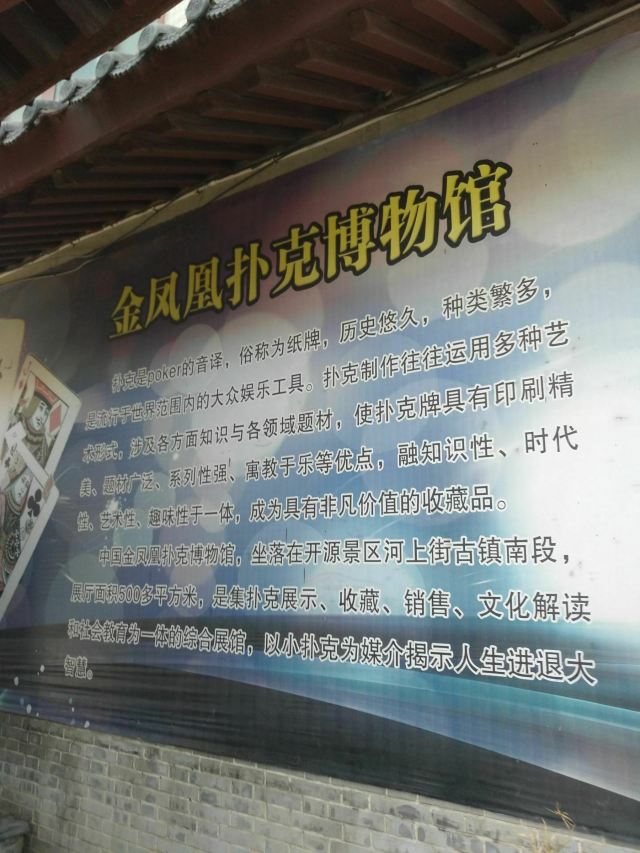 金凤凰扑克博物馆
扑克是poker的音译，俗称为纸牌，历史悠久，种类繁多，
是流行于世界范围内的大众娱乐工具。扑克制作往往运用多种艺
术形式，涉及各方面知识与各领域题材，使扑克牌具有印刷精
美、题材广泛、系列性强、寓教于乐等优点，融知识性、时代
性、艺术性、趣味性于一体，成为具有非凡价值的收藏品。
中国金凤凰扑克博物馆，坐落在开源景区河上街古镇南段，
展厅面积500多平方米，是集扑克展示、收藏、销售、文化解读
和社会教育为一体的综合展馆，以小扑克为媒介揭示人生进退大
智慧。